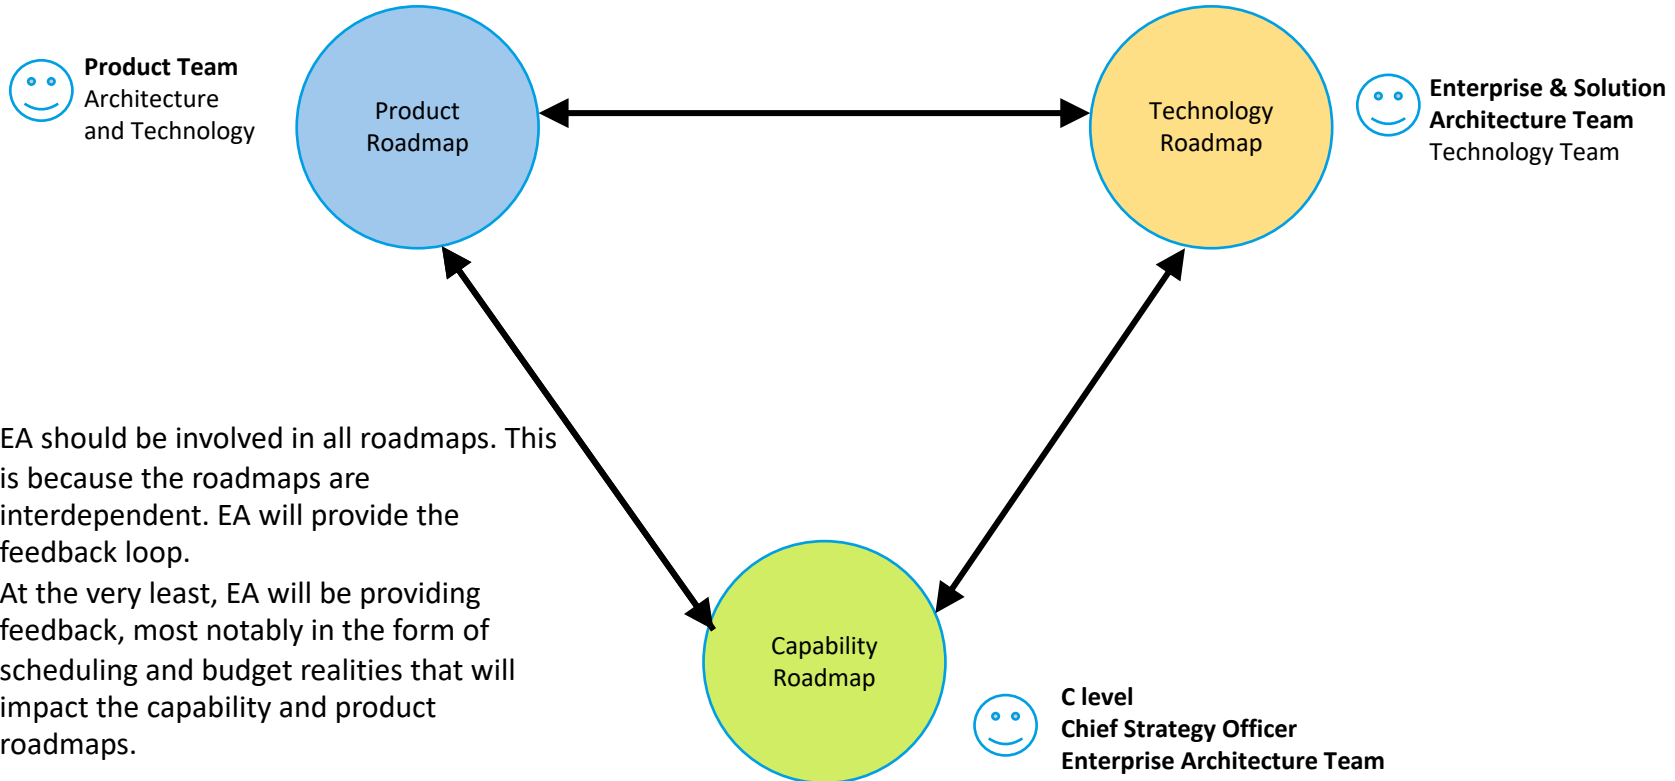 Product Team
Architecture
and Technology
Product
Roadmap
Technology
Roadmap
Enterprise & Solution
Architecture Team
Technology Team
EA should be involved in all roadmaps. This
is because the roadmaps are
interdependent. EA will provide the
feedback loop.
At the very least, EA will be providing
feedback, most notably in the form of
scheduling and budget realities that will
impact the capability and product
roadmaps.
Capability
Roadmap
C level
Chief Strategy Officer
Enterprise Architecture Team